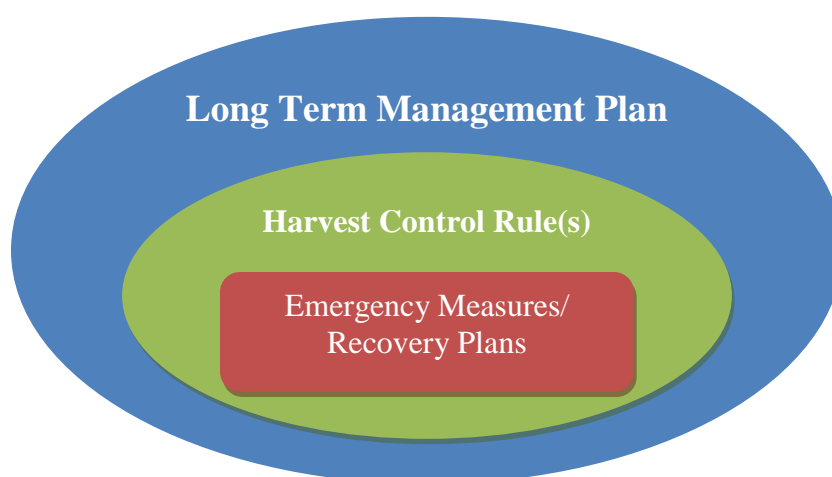 Long Term Management Plan
Harvest Control Rule(s)
Emergency Measures/
Recovery Plans